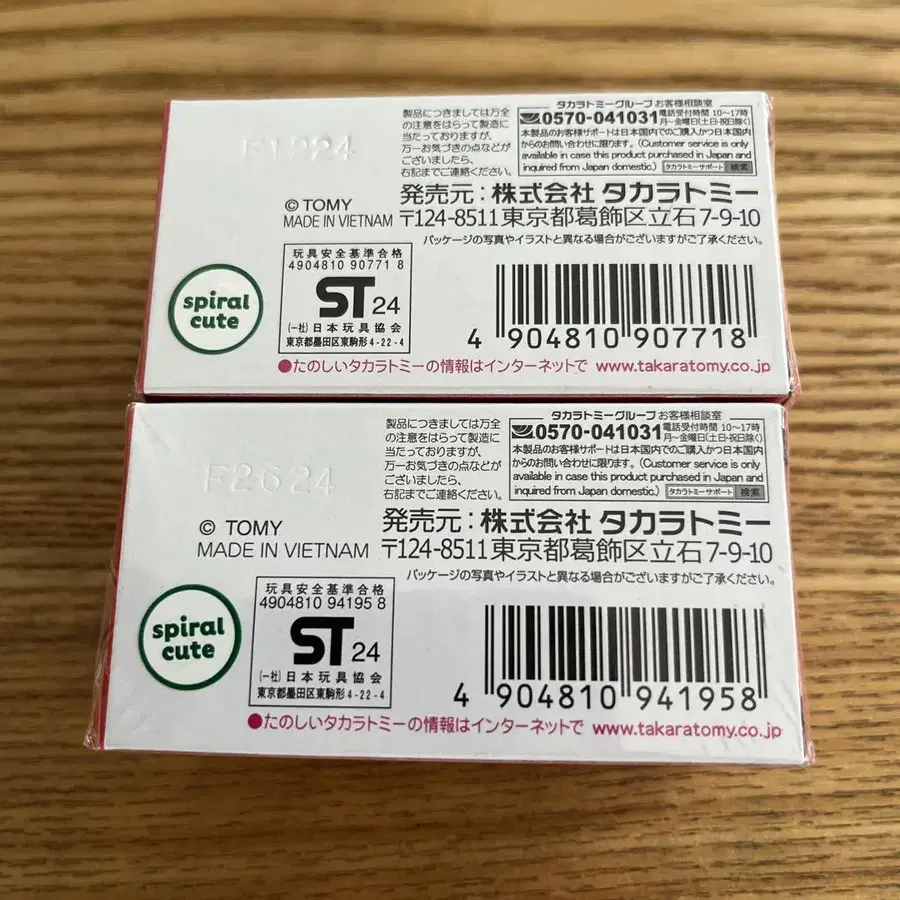 F1224
製品につきましては万全
の注意をはらって製造に
当たっておりますが、
万一お気づきの点などが
ございましたら、
右記までご連絡ください。
タカラトミーグループ お客様相談室
0570-041031 電話受付時間 10〜17時
月〜金曜日(土日・祝日除く)
本製品のお客様サポートは日本国内でのご購入かつ日本国内
からのお問い合わせに限ります。(Customer service is only
available in case this product purchased in Japan and
inquired from Japan domestic.) タカラトミーサポート 検索
発売元:株式会社 タカラトミー
〒124-8511 東京都葛飾区立石7-9-10
© TOMY
MADE IN VIETNAM
パッケージの写真やイラストと異なる場合がございますがご了承ください。
spiral
cute
玩具安全基準合格
4904810 90771 8
ST 24
(一社)日本玩具協会
東京都墨田区東駒形4-22-4
4 904810 907718
●たのしいタカラトミーの情報はインターネットで www.takaratomy.co.jp
F2624
製品につきましては万全
の注意をはらって製造に
当たっておりますが、
万一お気づきの点などが
ございましたら、
右記までご連絡ください。
タカラトミーグループ お客様相談室
0570-041031 電話受付時間 10〜17時
月〜金曜日(土日・祝日除く)
本製品のお客様サポートは日本国内でのご購入かつ日本国内
からのお問い合わせに限ります。(Customer service is only
available in case this product purchased in Japan and
inquired from Japan domestic.) タカラトミーサポート 検索
発売元:株式会社 タカラトミー
〒124-8511 東京都葛飾区立石7-9-10
© TOMY
MADE IN VIETNAM
パッケージの写真やイラストと異なる場合がございますがご了承ください。
spiral
cute
玩具安全基準合格
4904810 94195 8
ST 24
(一社)日本玩具協会
東京都墨田区東駒形4-22-4
4 904810 941958
●たのしいタカラトミーの情報はインターネットで www.takaratomy.co.jp